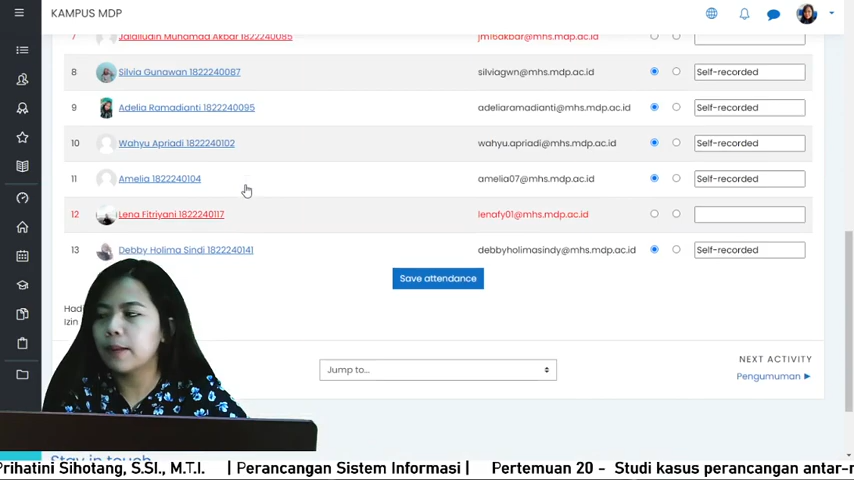 KAMPUS MDP
7 Jalalludin Muhamad Akbar 1822240085 jm16akbar@mhs.mdp.ac.id
8 Silvia Gunawan 1822240087 silviagwn@mhs.mdp.ac.id Self-recorded
9 Adelia Ramadianti 1822240095 adeliaramadianti@mhs.mdp.ac.id Self-recorded
10 Wahyu Apriadi 1822240102 wahyu.apriadi@mhs.mdp.ac.id Self-recorded
11 Amelia 1822240104 amelia07@mhs.mdp.ac.id Self-recorded
12 Lena Fitriyani 1822240117 lenafy01@mhs.mdp.ac.id
13 Debby Holima Sindi 1822240141 debbyholimasindy@mhs.mdp.ac.id Self-recorded
Save attendance
Had
Izin
Jump to...
NEXT ACTIVITY
Pengumuman ▶
Stay in touch
Prihatini Sihotang, S.SI., M.T.I. | Perancangan Sistem Informasi | Pertemuan 20 - Studi kasus perancangan antar-m